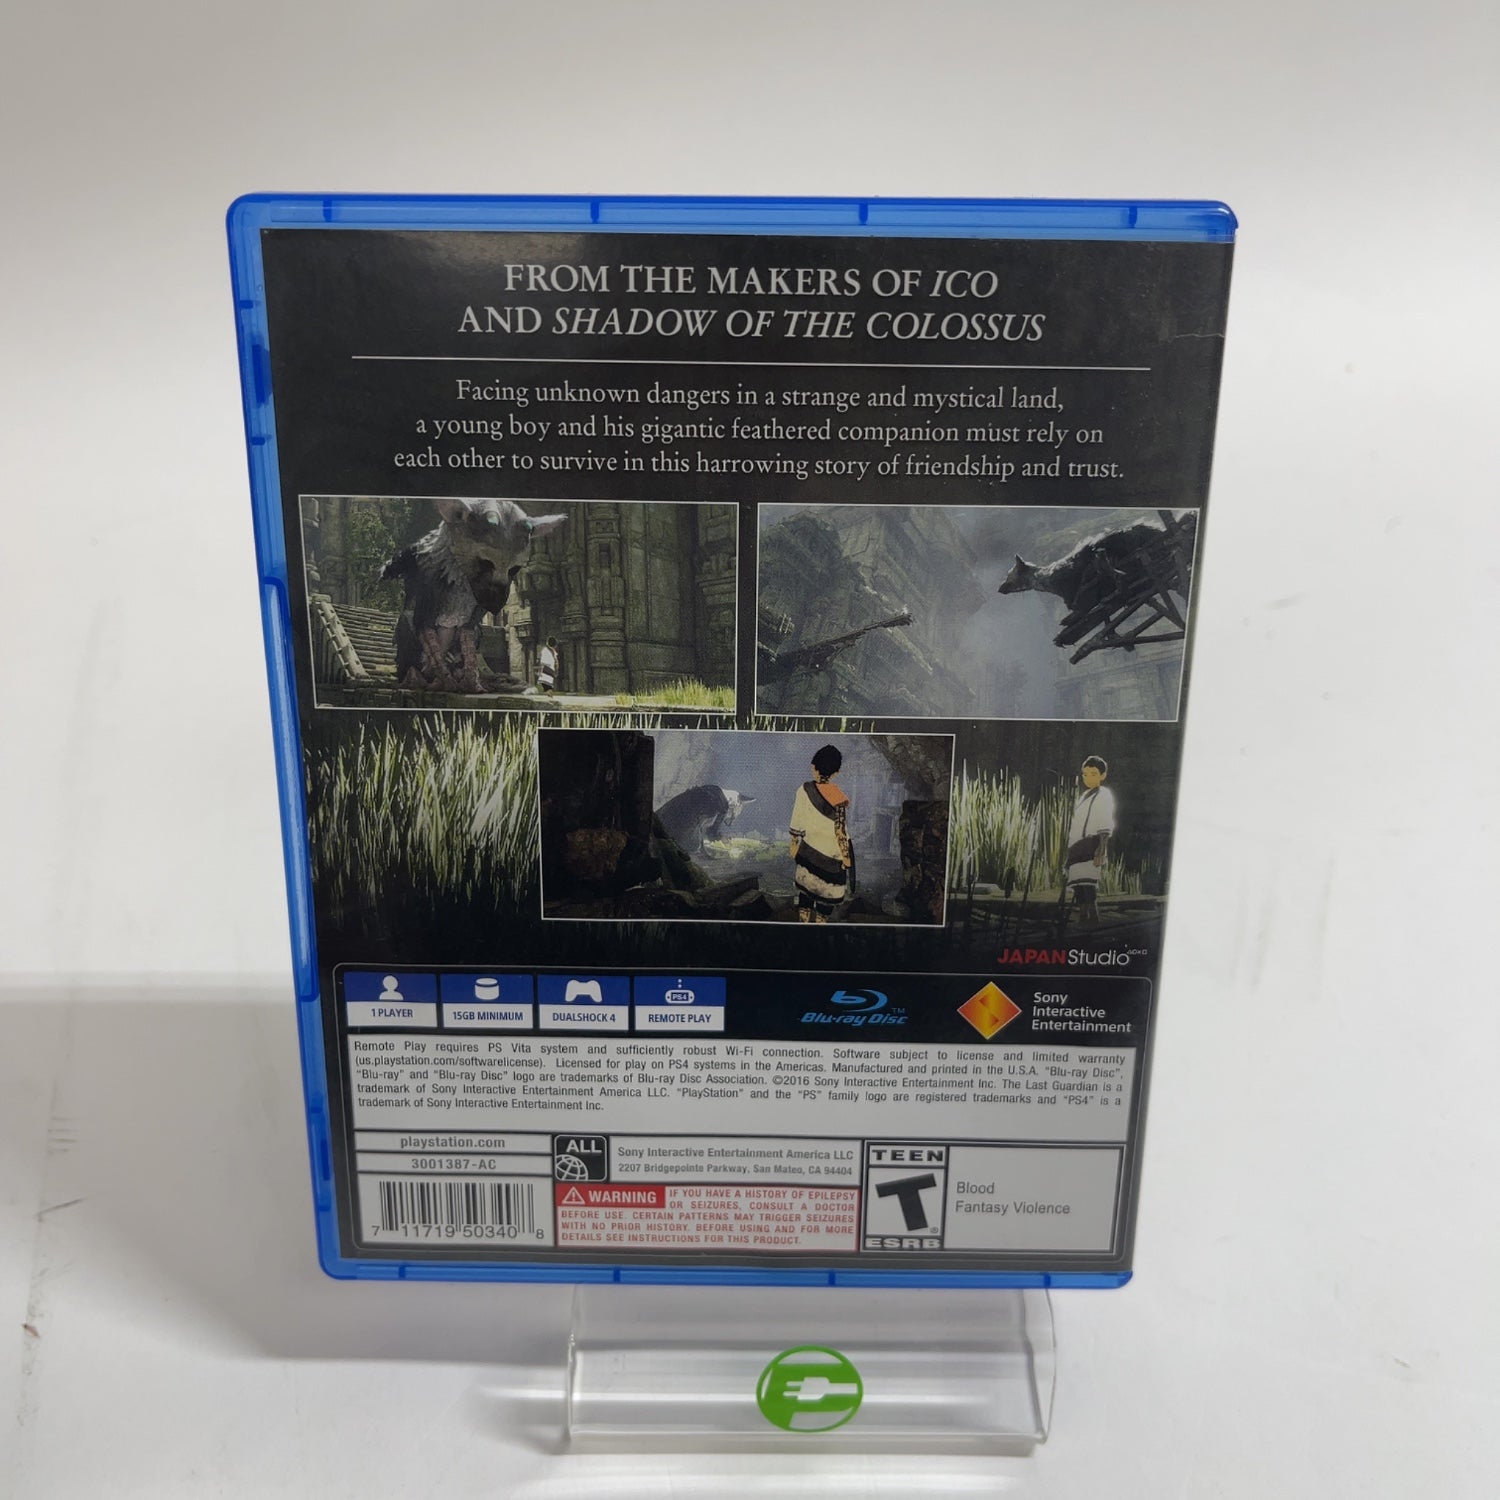 FROM THE MAKERS OF ICO
AND SHADOW OF THE COLOSSUS
Facing unknown dangers in a strange and mystical land,
a young boy and his gigantic feathered companion must rely on
each other to survive in this harrowing story of friendship and trust.
JAPANStudio
1 PLAYER
15GB MINIMUM
DUALSHOCK 4
PS4
REMOTE PLAY
Blu-ray Disc™
Sony
Interactive
Entertainment
Remote Play requires PS Vita system and sufficiently robust Wi-Fi connection. Software subject to license and limited warranty
(us.playstation.com/softwarelicense). Licensed for play on PS4 systems in the Americas. Manufactured and printed in the U.S.A. "Blu-ray Disc",
"Blu-ray" and "Blu-ray Disc" logo are trademarks of Blu-ray Disc Association. ©2016 Sony Interactive Entertainment Inc. The Last Guardian is a
trademark of Sony Interactive Entertainment America LLC. "PlayStation" and the "PS" family logo are registered trademarks and "PS4" is a
trademark of Sony Interactive Entertainment Inc.
playstation.com
3001387-AC
7 11719 50340 8
ALL
Sony Interactive Entertainment America LLC
2207 Bridgepointe Parkway, San Mateo, CA 94404
WARNING IF YOU HAVE A HISTORY OF EPILEPSY
OR SEIZURES, CONSULT A DOCTOR
BEFORE USE. CERTAIN PATTERNS MAY TRIGGER SEIZURES
WITH NO PRIOR HISTORY. BEFORE USING AND FOR MORE
DETAILS SEE INSTRUCTIONS FOR THIS PRODUCT.
TEEN
T®
ESRB
Blood
Fantasy Violence